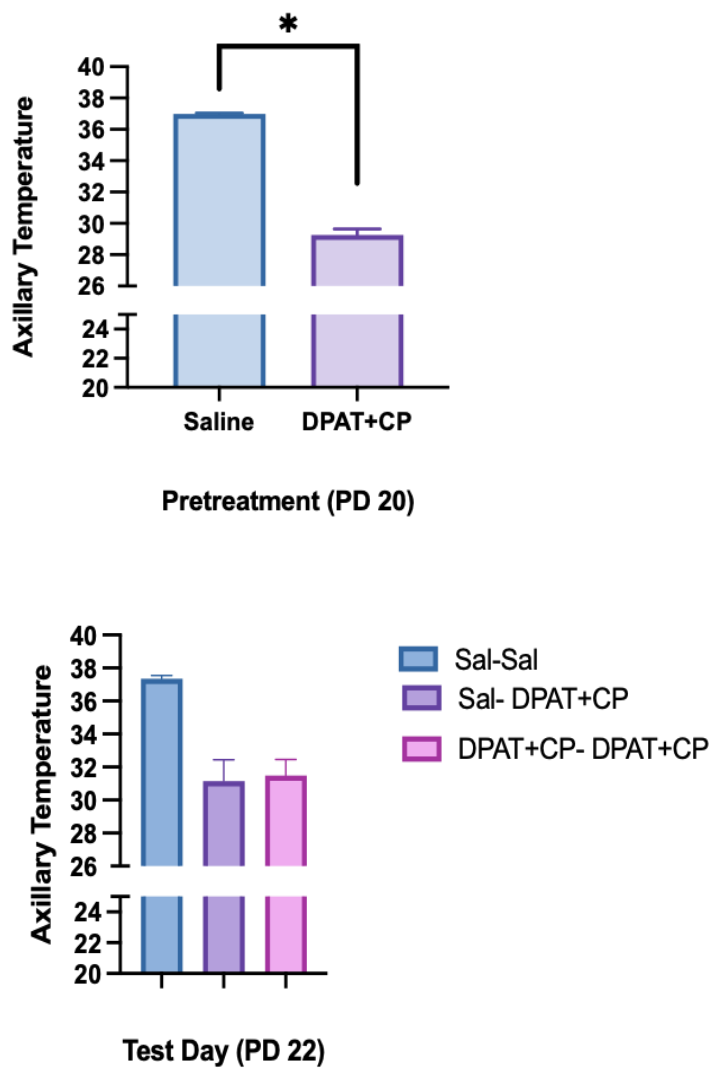 *
Axillary Temperature
40
38
36
34
32
30
28
26
24
22
20
Saline DPAT+CP
Pretreatment (PD 20)
Axillary Temperature
40
38
36
34
32
30
28
26
24
22
20
Test Day (PD 22)
Sal-Sal
Sal- DPAT+CP
DPAT+CP- DPAT+CP